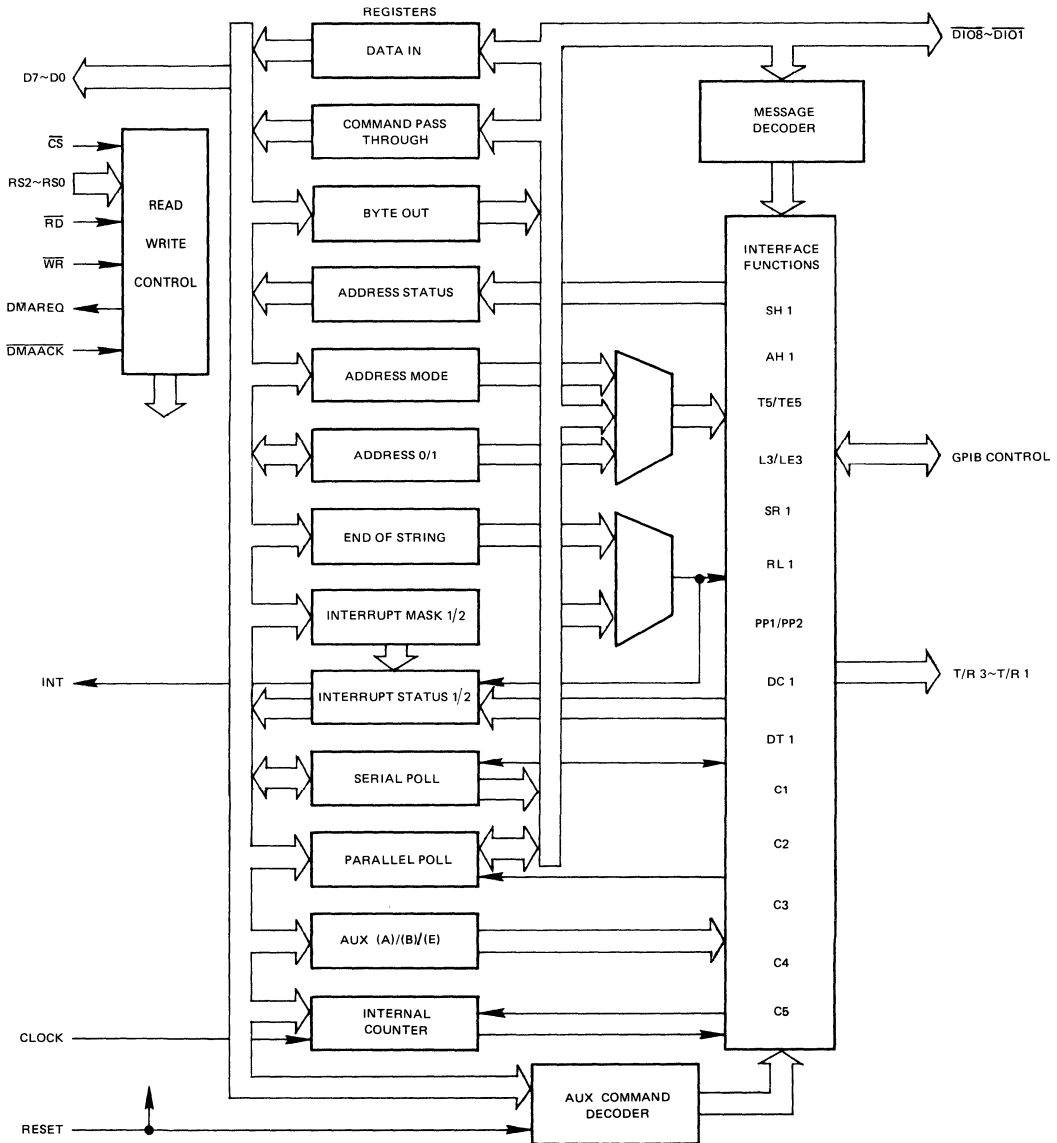 REGISTERS
DATA IN
DIO8~DIO1
D7~D0
MESSAGE
DECODER
COMMAND PASS
THROUGH
CS
RS2~RS0
RD
WR
DMAREQ
DMAACK
READ
WRITE
CONTROL
BYTE OUT
ADDRESS STATUS
ADDRESS MODE
ADDRESS 0/1
END OF STRING
INTERRUPT MASK 1/2
INT
INTERRUPT STATUS 1/2
SERIAL POLL
PARALLEL POLL
AUX (A)/(B)/(E)
INTERNAL
COUNTER
CLOCK
RESET
AUX COMMAND
DECODER
INTERFACE
FUNCTIONS
SH 1
AH 1
T5/TE5
L3/LE3
SR 1
RL 1
PP1/PP2
DC 1
DT 1
C1
C2
C3
C4
C5
GPIB CONTROL
T/R 3~T/R 1